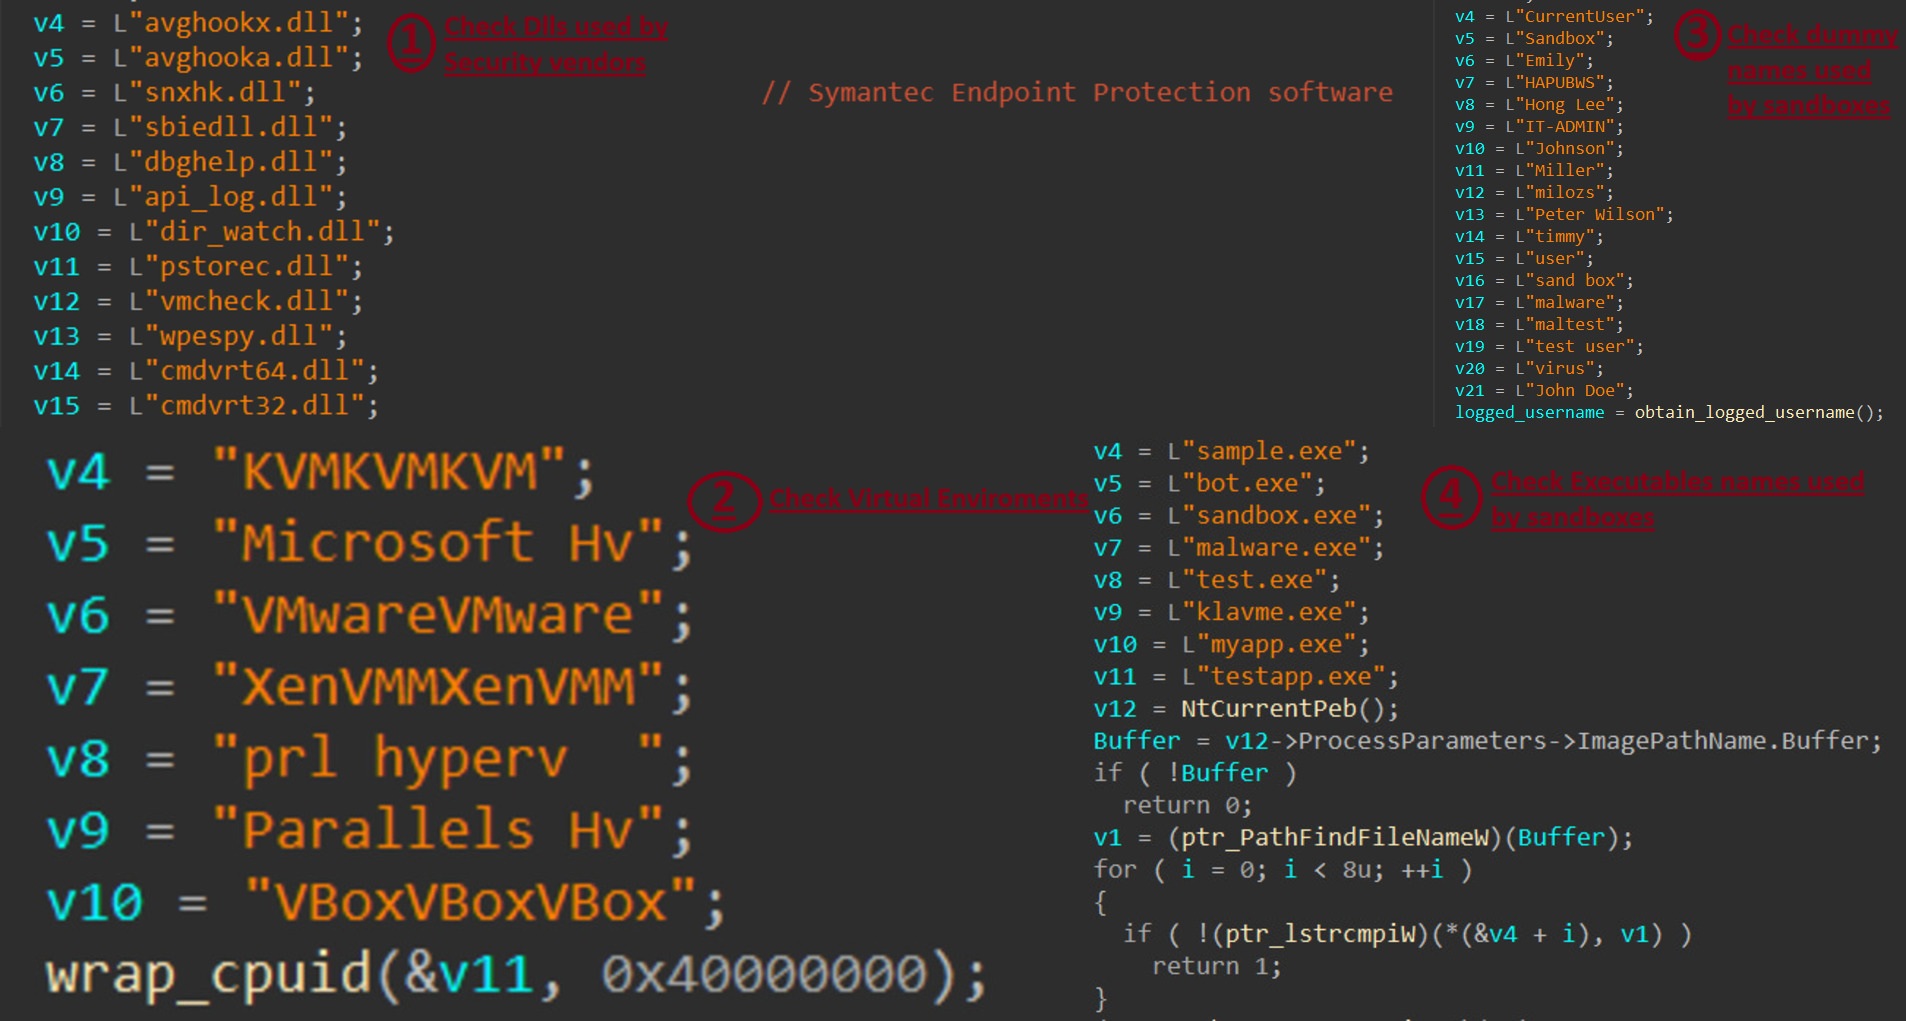 v4 = L"avghookx.dll";
v5 = L"avghooka.dll";
v6 = L"snxhk.dll"; // Symantec Endpoint Protection software
v7 = L"sbiedll.dll";
v8 = L"dbghelp.dll";
v9 = L"api_log.dll";
v10 = L"dir_watch.dll";
v11 = L"pstorec.dll";
v12 = L"vmcheck.dll";
v13 = L"wpespy.dll";
v14 = L"cmdvrt64.dll";
v15 = L"cmdvrt32.dll";
1 Check Dlls used by
Security vendors
v4 = L"CurrentUser";
v5 = L"Sandbox";
v6 = L"Emily";
v7 = L"HAPUBWS";
v8 = L"Hong Lee";
v9 = L"IT-ADMIN";
v10 = L"Johnson";
v11 = L"Miller";
v12 = L"milozs";
v13 = L"Peter Wilson";
v14 = L"timmy";
v15 = L"user";
v16 = L"sand box";
v17 = L"malware";
v18 = L"maltest";
v19 = L"test user";
v20 = L"virus";
v21 = L"John Doe";
logged_username = obtain_logged_username();
3 Check dummy
names used
by sandboxes
v4 = "KVMKVMKVM";
v5 = "Microsoft Hv";
v6 = "VMwareVMware";
v7 = "XenVMMXenVMM";
v8 = "prl hyperv  ";
v9 = "Parallels Hv";
v10 = "VBoxVBoxVBox";
wrap_cpuid(&v11, 0x40000000);
2 Check Virtual Enviroments
v4 = L"sample.exe";
v5 = L"bot.exe";
v6 = L"sandbox.exe";
v7 = L"malware.exe";
v8 = L"test.exe";
v9 = L"klavme.exe";
v10 = L"myapp.exe";
v11 = L"testapp.exe";
v12 = NtCurrentPeb();
Buffer = v12->ProcessParameters->ImagePathName.Buffer;
if ( !Buffer )
return 0;
v1 = (ptr_PathFindFileNameW)(Buffer);
for ( i = 0; i < 8u; ++i )
{
if ( !(ptr_lstrcmpiW)(*(&v4 + i), v1) )
return 1;
}
4 Check Executables names used
by sandboxes